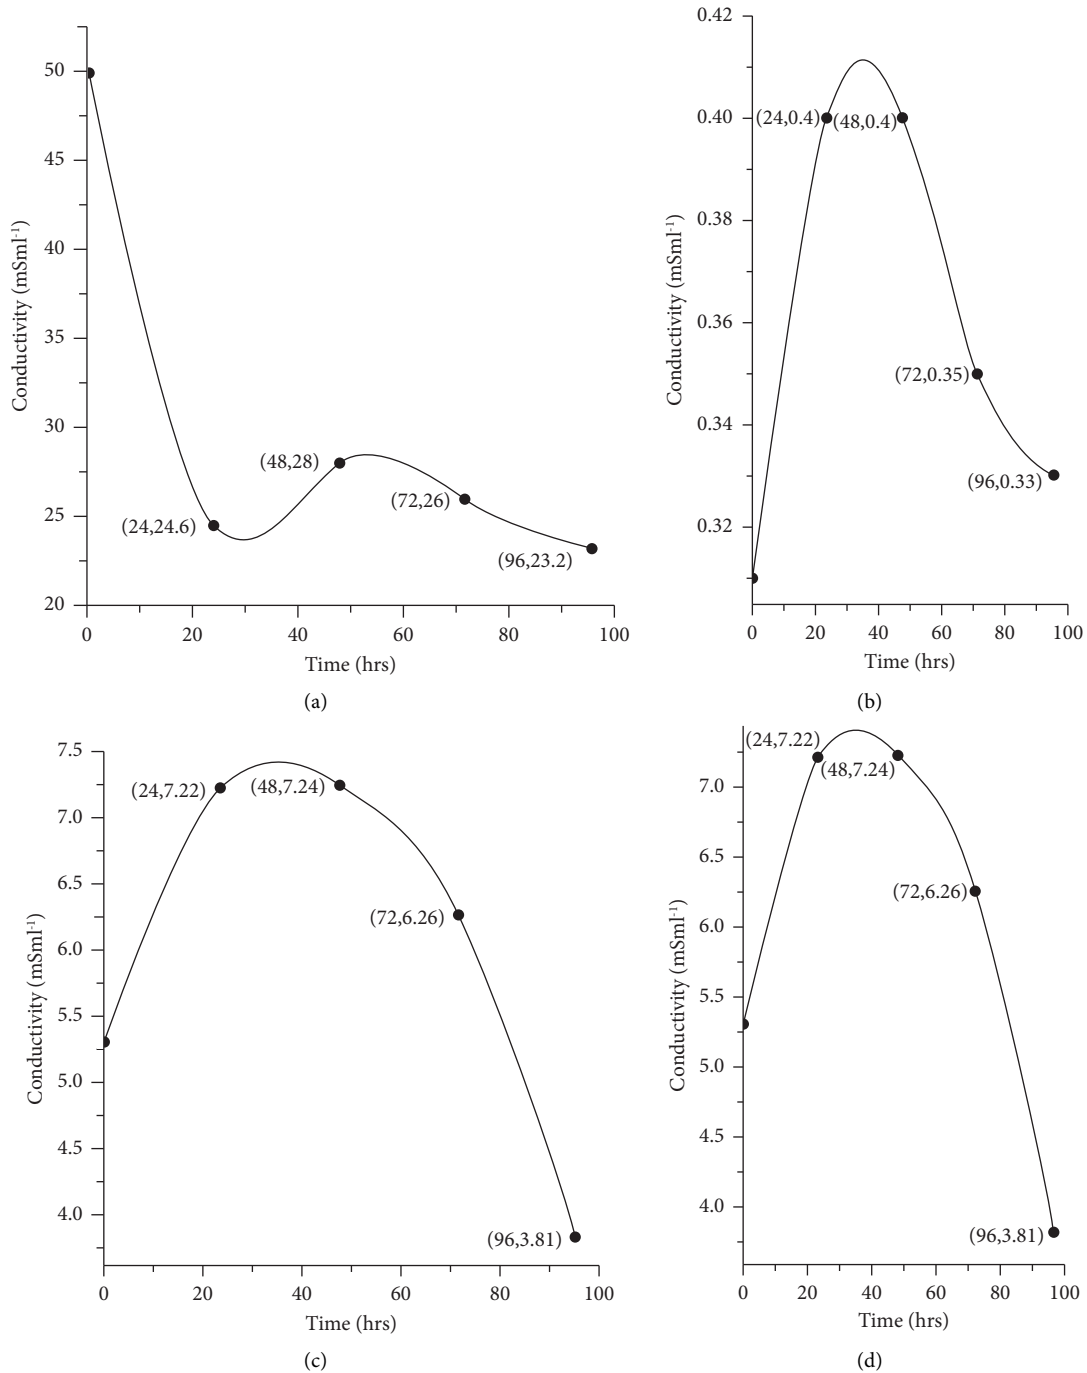 50
45
40
35
30
25
20
0 20 40 60 80 100
Conductivity (mSml⁻¹)
Time (hrs)
(24,24.6)
(48,28)
(72,26)
(96,23.2)
(a)
0.42
0.40
0.38
0.36
0.34
0.32
0 20 40 60 80 100
Conductivity (mSml⁻¹)
Time (hrs)
(24,0.4)
(48,0.4)
(72,0.35)
(96,0.33)
(b)
7.5
7.0
6.5
6.0
5.5
5.0
4.5
4.0
0 20 40 60 80 100
Conductivity (mSml⁻¹)
Time (hrs)
(24,7.22)
(48,7.24)
(72,6.26)
(96,3.81)
(c)
7.0
6.5
6.0
5.5
5.0
4.5
4.0
0 20 40 60 80 100
Conductivity (mSml⁻¹)
Time (hrs)
(24,7.22)
(48,7.24)
(72,6.26)
(96,3.81)
(d)